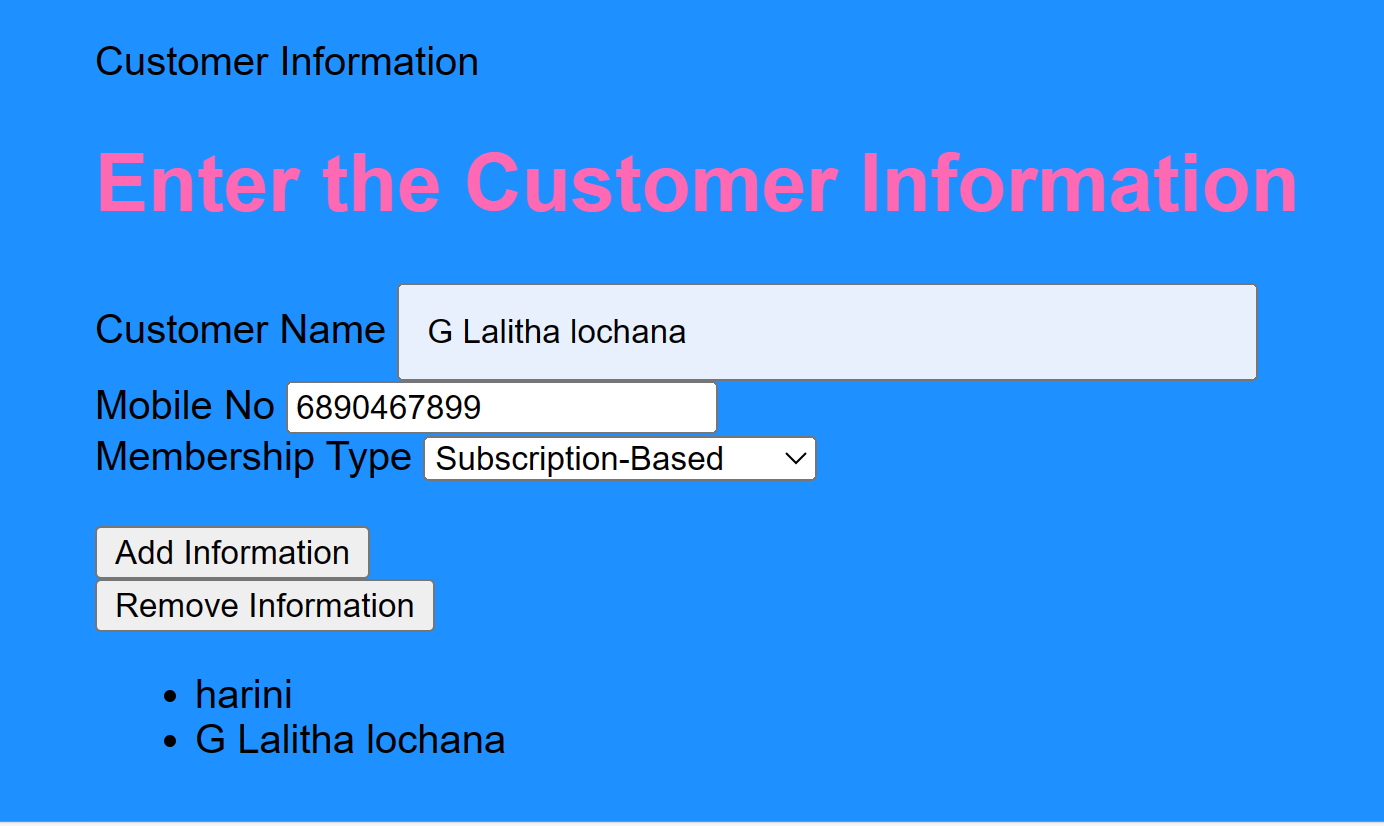 Customer Information
Enter the Customer Information
Customer Name G Lalitha lochana
Mobile No 6890467899
Membership Type Subscription-Based
Add Information
Remove Information
harini
G Lalitha lochana